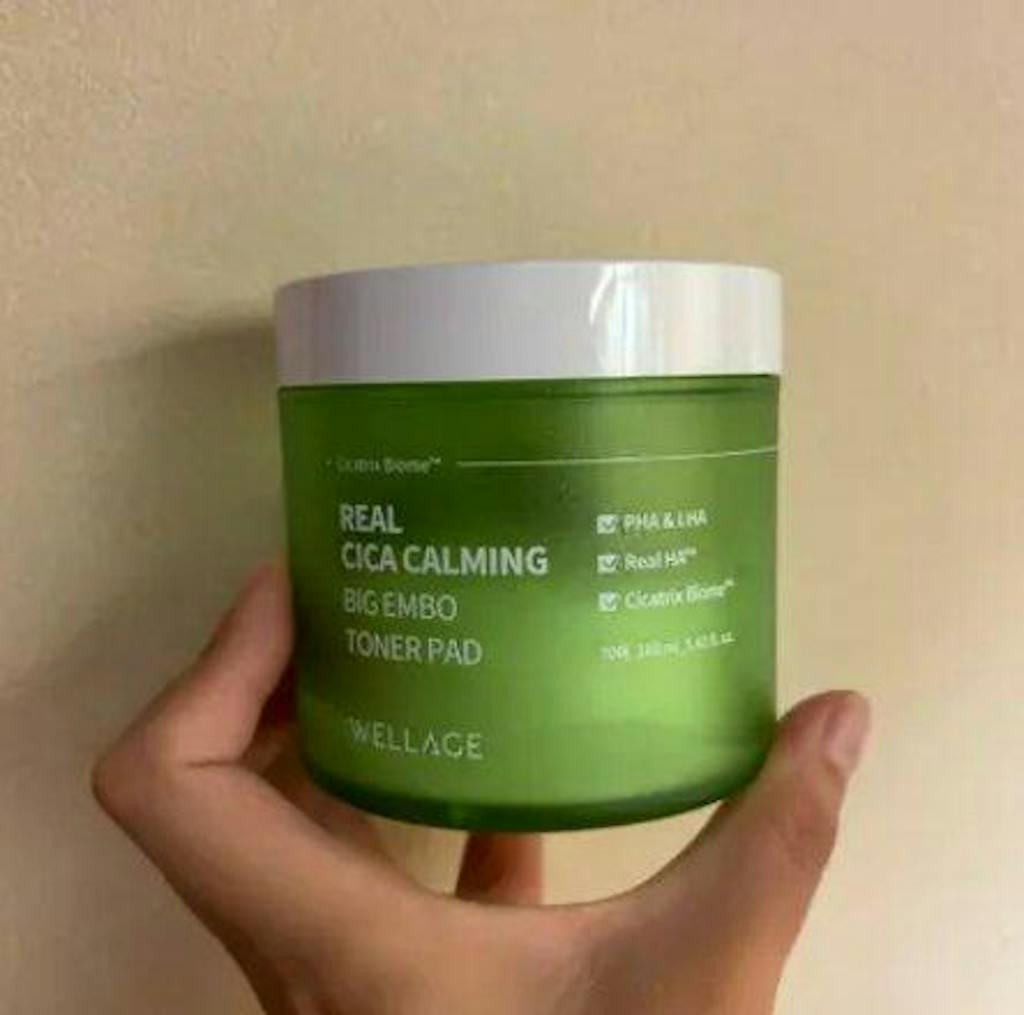 Cicatrix Biome™
REAL
CICA CALMING
BIG EMBO
TONER PAD
PHA & LHA
Real HA™
Cicatrix Biome™
WELLAGE